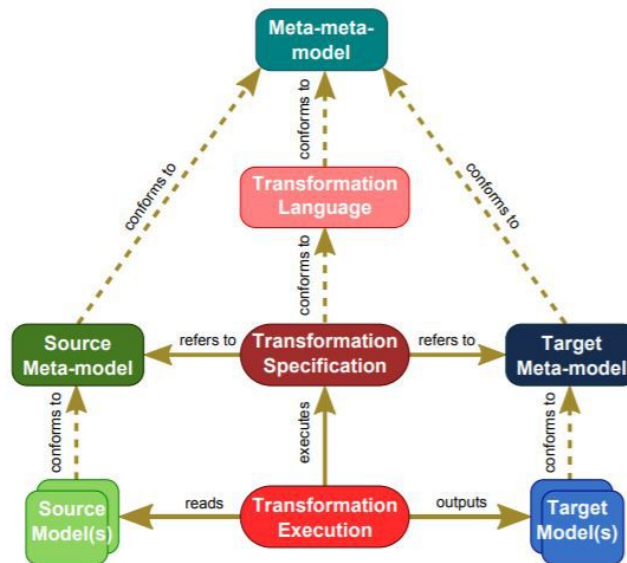 Meta-meta-
model
conforms to
conforms to
conforms to
Transformation
Language
conforms to
Source
Meta-model
refers to
Transformation
Specification
refers to
Target
Meta-model
conforms to
executes
conforms to
Source
Model(s)
reads
Transformation
Execution
outputs
Target
Model(s)